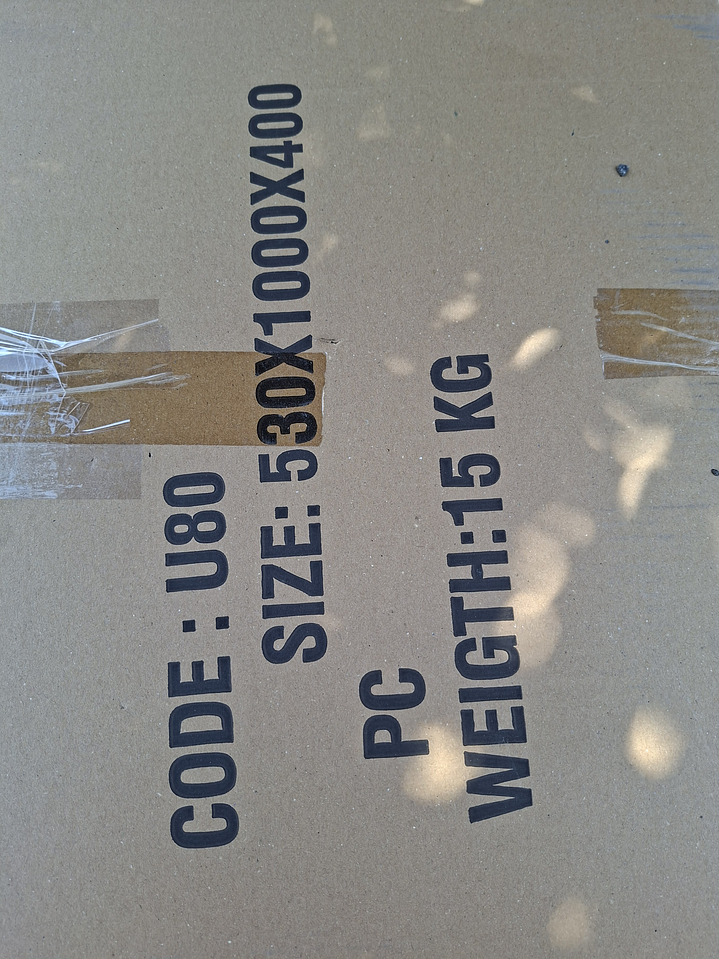 CODE : U80
SIZE: 530X1000X400
PC
WEIGTH:15 KG